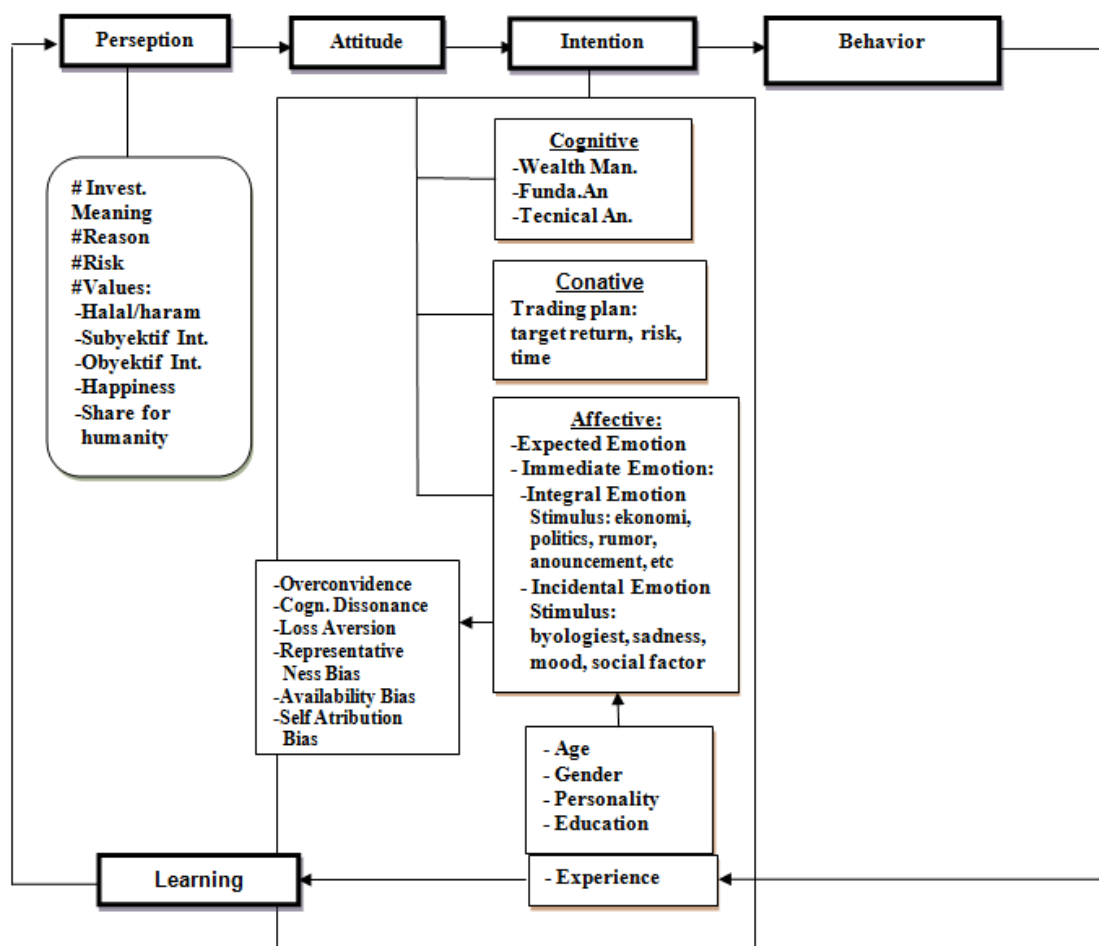 Perseption
Attitude
Intention
Behavior
# Invest.
Meaning
#Reason
#Risk
#Values:
-Halal/haram
-Subyektif Int.
-Obyektif Int.
-Happiness
-Share for
humanity
Cognitive
-Wealth Man.
-Funda.An
-Tecnical An.
Conative
Trading plan:
target return, risk,
time
Affective:
-Expected Emotion
- Immediate Emotion:
-Integral Emotion
Stimulus: ekonomi,
politics, rumor,
anouncement, etc
- Incidental Emotion
Stimulus:
byologiest, sadness,
mood, social factor
-Overconvidence
-Cogn. Dissonance
-Loss Aversion
-Representative
Ness Bias
-Availability Bias
-Self Atribution
Bias
- Age
- Gender
- Personality
- Education
- Experience
Learning